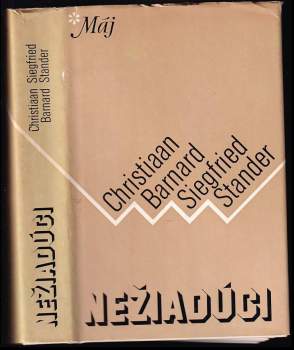 Christiaan Siegfried
Barnard Stander
NEŽIADÚCI
Máj
Christiaan
Barnard
Siegfried
Stander
NEŽIADÚCI